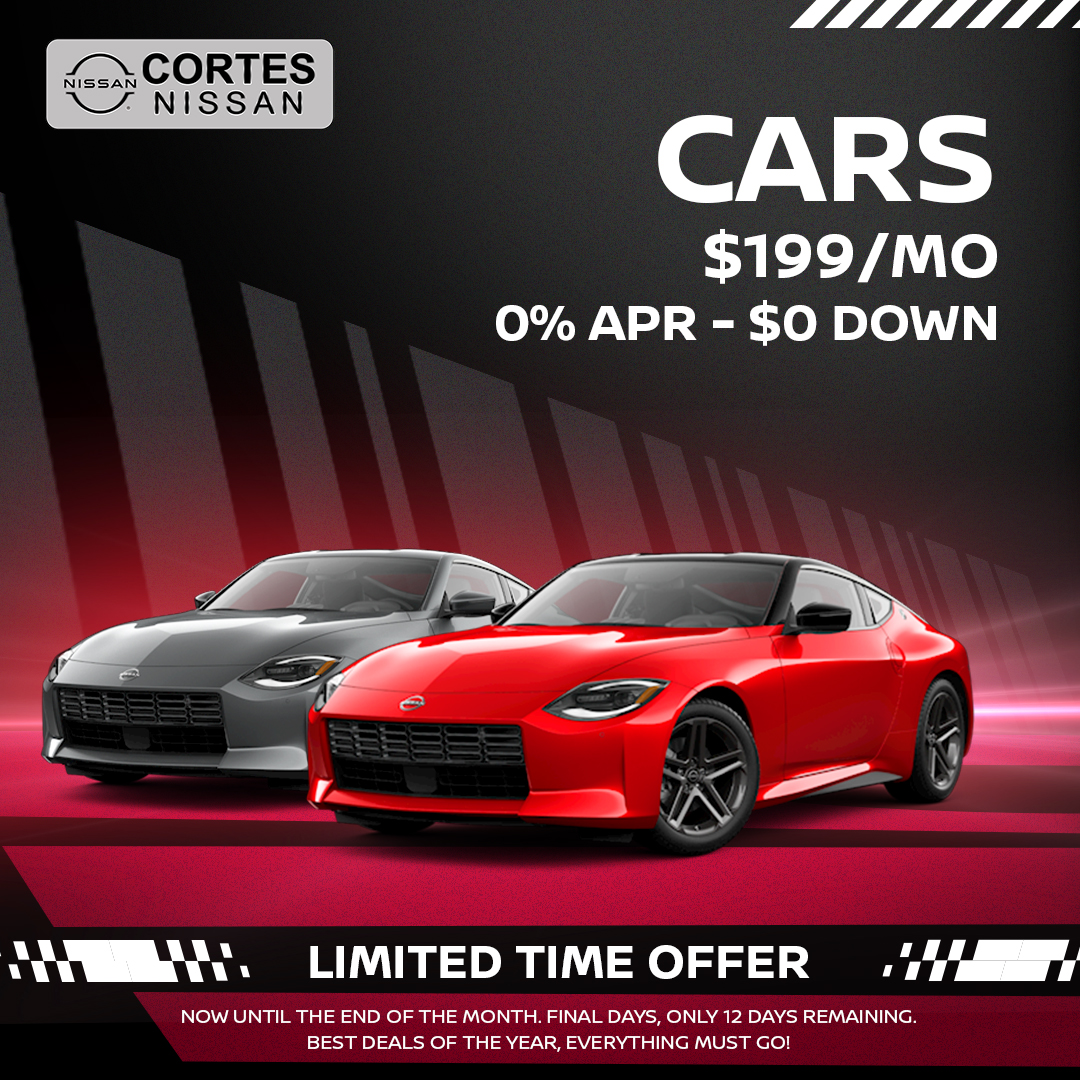 NISSAN CORTES
NISSAN
CARS
$199/MO
0% APR - $0 DOWN
LIMITED TIME OFFER
NOW UNTIL THE END OF THE MONTH. FINAL DAYS, ONLY 12 DAYS REMAINING.
BEST DEALS OF THE YEAR, EVERYTHING MUST GO!